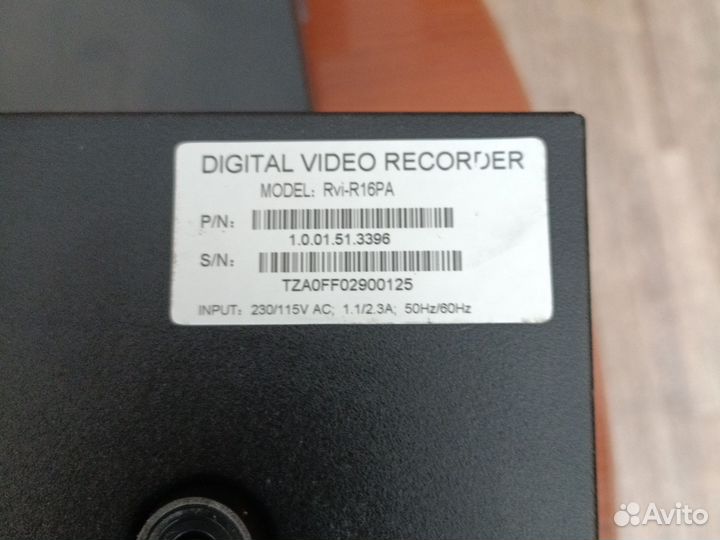 DIGITAL VIDEO RECORDER
MODEL: Rvi-R16PA
P/N:
1.0.01.51.3396
S/N:
TZA0FF02900125
INPUT: 230/115V AC; 1.1/2.3A; 50Hz/60Hz
Avito